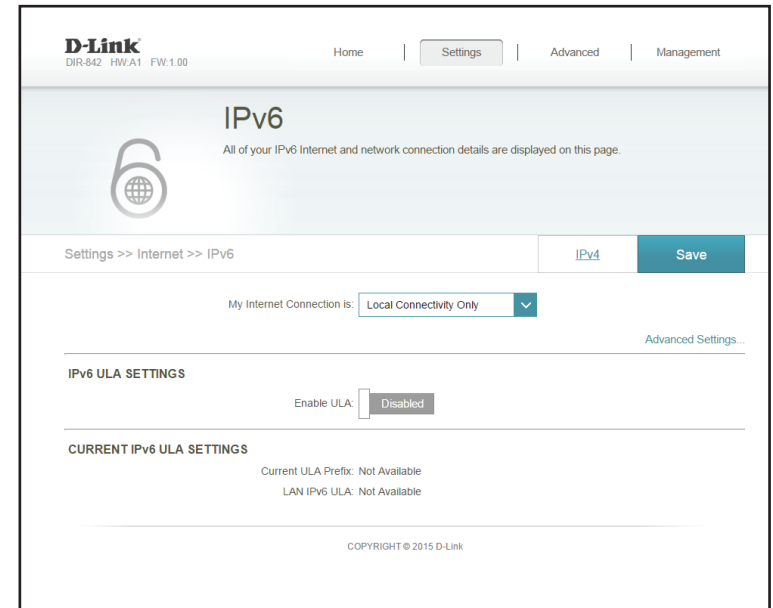 D-Link
DIR-842 HW:A1 FW:1.00
Home
Settings
Advanced
Management
IPv6
All of your IPv6 Internet and network connection details are displayed on this page.
Settings >> Internet >> IPv6
IPv4
Save
My Internet Connection is: Local Connectivity Only
Advanced Settings...
IPv6 ULA SETTINGS
Enable ULA: Disabled
CURRENT IPv6 ULA SETTINGS
Current ULA Prefix: Not Available
LAN IPv6 ULA: Not Available
COPYRIGHT © 2015 D-Link